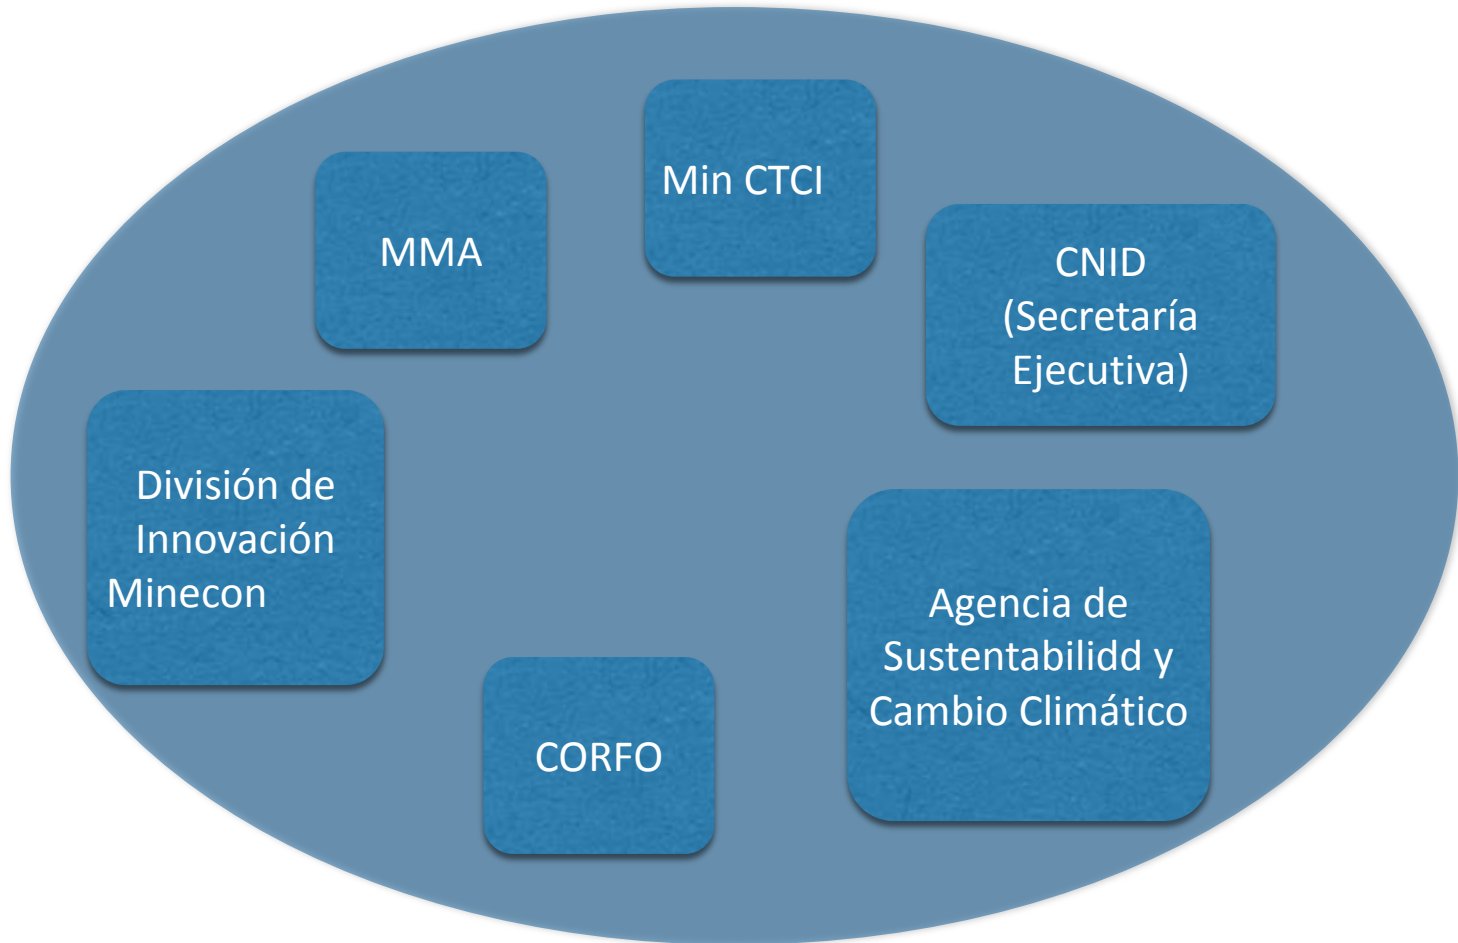 Min CTCI
MMA
CNID
(Secretaría
Ejecutiva)
División de
Innovación
Minecon
Agencia de
Sustentabilidd y
Cambio Climático
CORFO